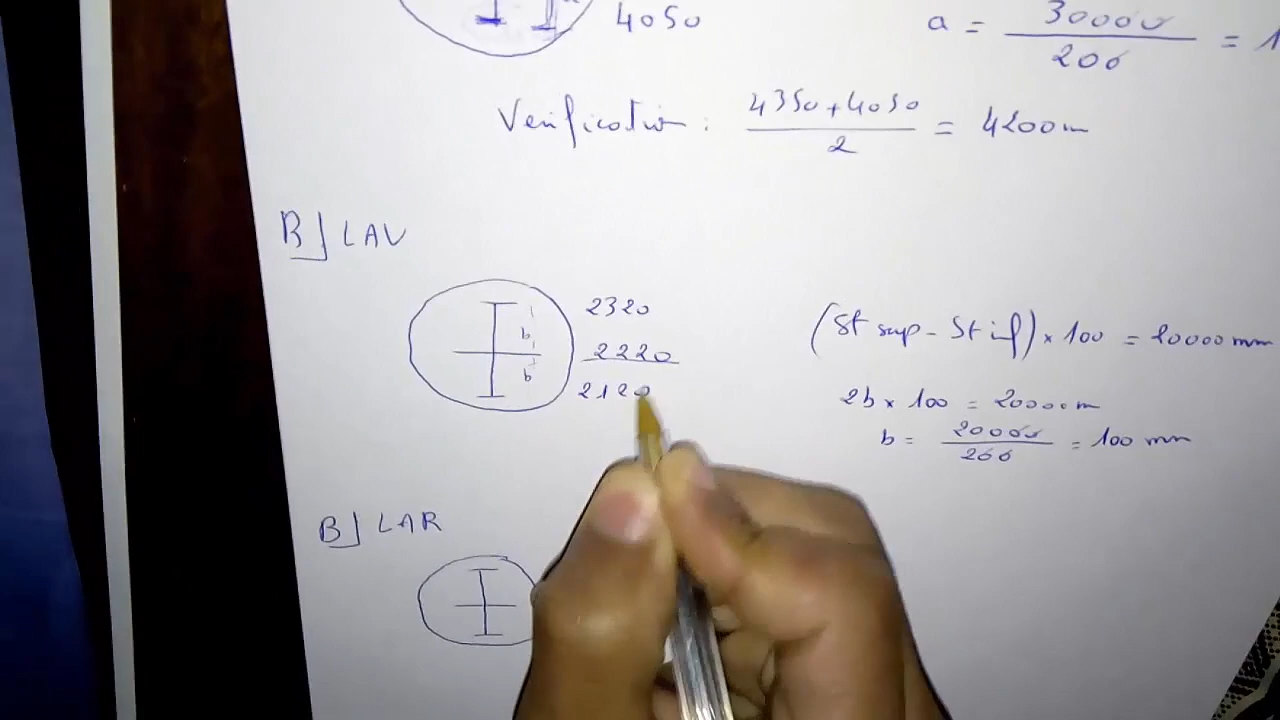 4050
a = 30000 / 200 = 1
Verification : 4350+4050 / 2 = 4200m
B] LAV
2320
b 2220
b 2120
(St sup - St inf) × 100 = 20000 mm
2b × 100 = 20000m
b = 20000 / 200 = 100 mm
B] LAR